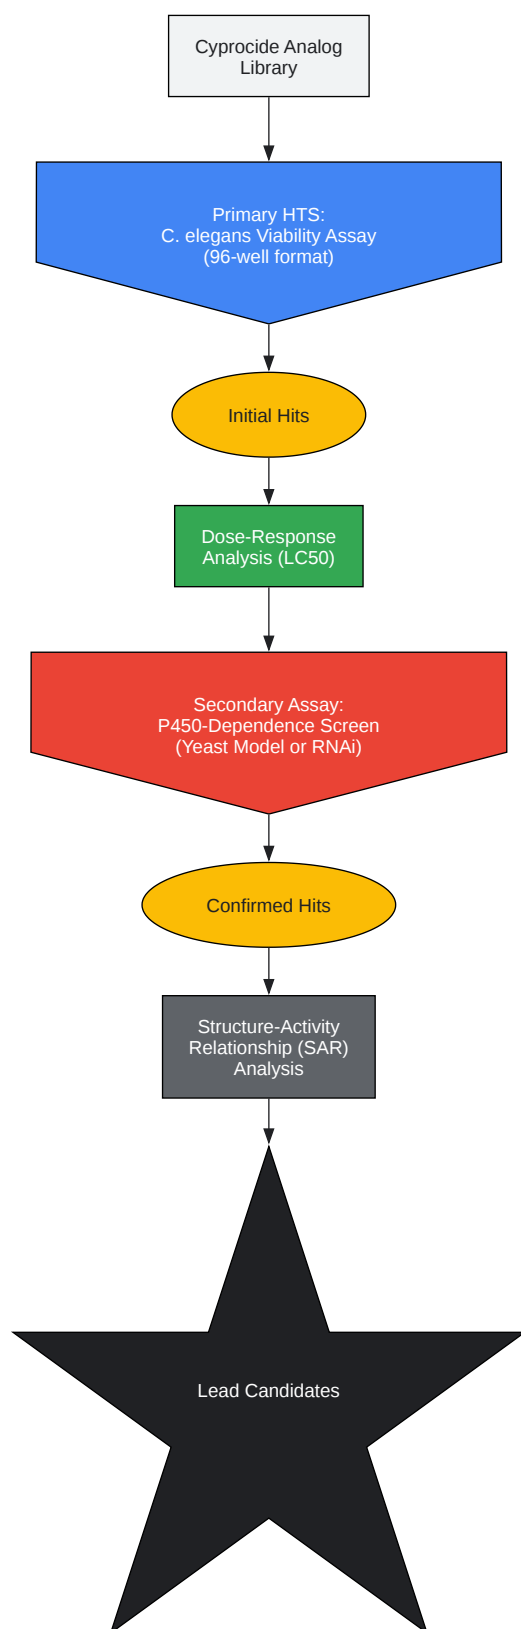 Cyprocide Analog
Library
Primary HTS:
C. elegans Viability Assay
(96-well format)
Initial Hits
Dose-Response
Analysis (LC50)
Secondary Assay:
P450-Dependence Screen
(Yeast Model or RNAi)
Confirmed Hits
Structure-Activity
Relationship (SAR)
Analysis
Lead Candidates